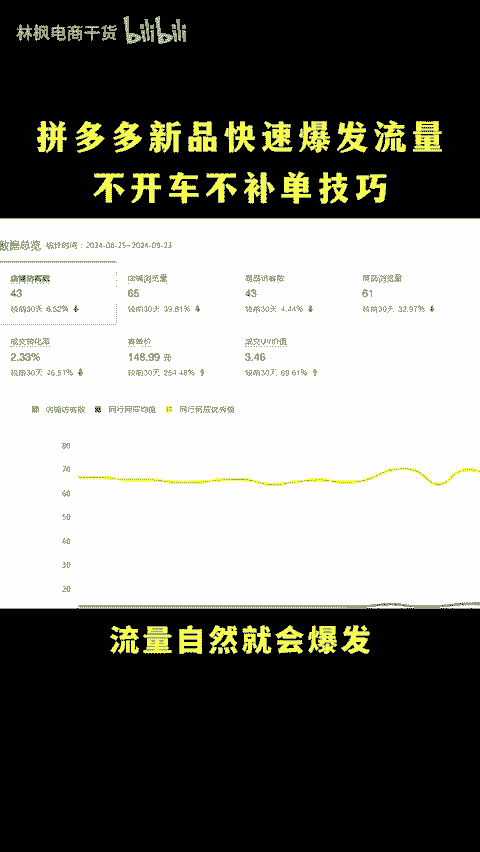 林枫电商干货 bilibili
拼多多新品快速爆发流量
不开车不补单技巧
数据总览 统计时间：2024-08-25~2024-09-23
店铺访客数 店铺浏览量 商品访客数 商品浏览量
43 65 43 61
较前30天 6.52% 较前30天 39.81% 较前30天 4.44% 较前30天 32.97%
成交转化率 客单价 成交UV价值
2.33% 148.99 元 3.46
较前30天 较前30天 较前30天
店铺访客数 同行同层均值 同行同层优秀值
80
70
60
50
40
30
20
流量自然就会爆发